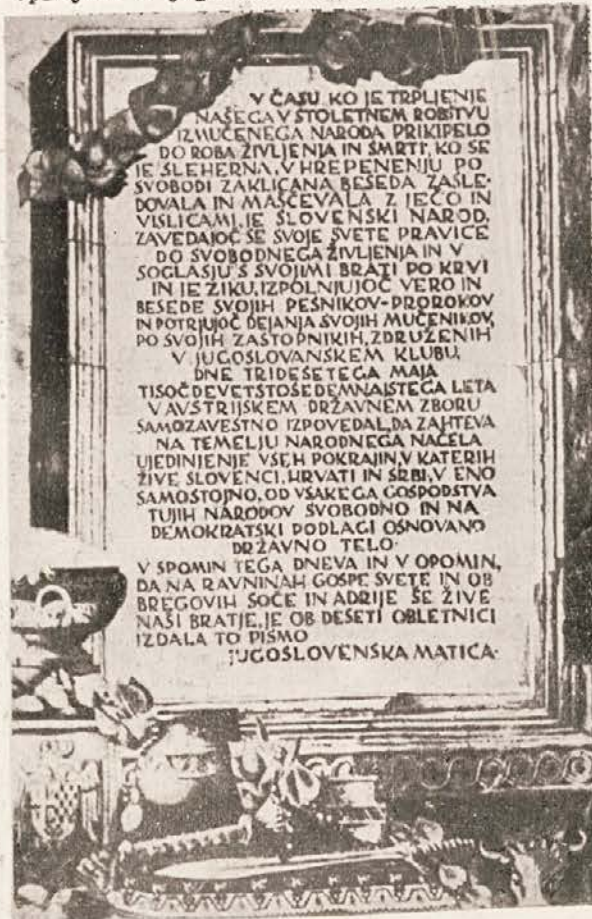 V ČASU, KO JE TRPLJENJE
NAŠEGA V STOLETNEM ROBSTVU
IZMUČENEGA NARODA PRIKIPELO
DO ROBA ŽIVLJENJA IN SMRTI, KO SE
JE SLEHERNA, V HREPENENJU PO
SVOBODI ZAKLICANA BESEDA ZASLE-
DOVALA IN MAŠČEVALA Z JEČO IN
VISLICAMI, JE SLOVENSKI NAROD,
ZAVEDAJOČ SE SVOJE SVETE PRAVICE
DO SVOBODNEGA ŽIVLJENJA IN V
SOGLASJU S SVOJIMI BRATI PO KRVI
IN JEZIKU, IZPOLNJUJOČ VERO IN
BESEDE SVOJIH PESNIKOV-PROROKOV
IN POTRJUJOČ DEJANJA SVOJIH MUČENIKOV,
PO SVOJIH ZASTOPNIKIH, ZDRUŽENIH
V JUGOSLOVANSKEM KLUBU,
DNE TRIDESETEGA MAJA
TISOČDEVETSTOSEDEMNAJSTEGA LETA
V AVSTRIJSKEM DRŽAVNEM ZBORU
SAMOZAVESTNO IZPOVEDAL, DA ZAHTEVA
NA TEMELJU NARODNEGA NAČELA
UJEDINJENJE VSEH POKRAJIN, V KATERIH
ŽIVE SLOVENCI, HRVATI IN SRBI, V ENO
SAMOSTOJNO, OD VSAKEGA GOSPODSTVA
TUJIH NARODOV SVOBODNO IN NA
DEMOKRATSKI PODLAGI OSNOVANO
DRŽAVNO TELO.
V SPOMIN TEGA DNEVA IN V OPOMIN,
DA NA RAVNINAH GOSPE SVETE IN OB
BREGOVIH SOČE IN ADRIJE ŠE ŽIVE
NAŠI BRATJE, JE OB DESETI OBLETNICI
IZDALA TO PISMO
JUGOSLOVENSKA MATICA.